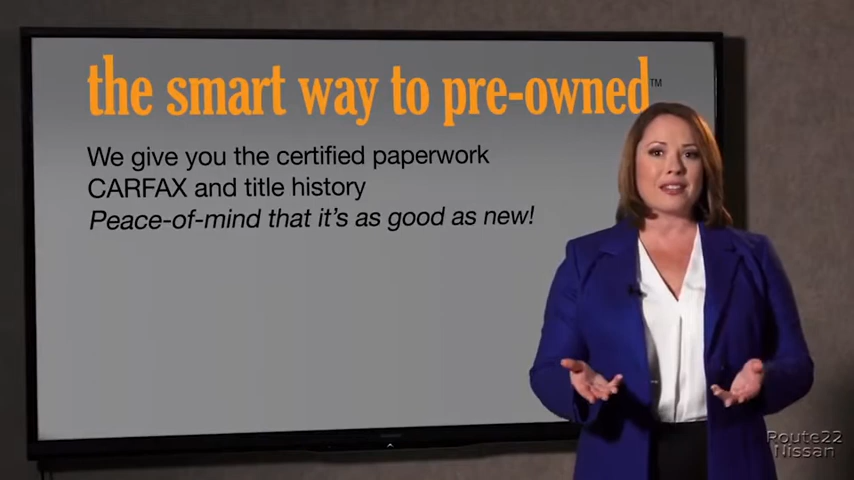 the smart way to pre-owned™
We give you the certified paperwork
CARFAX and title history
Peace-of-mind that it's as good as new!
Route22
Nissan